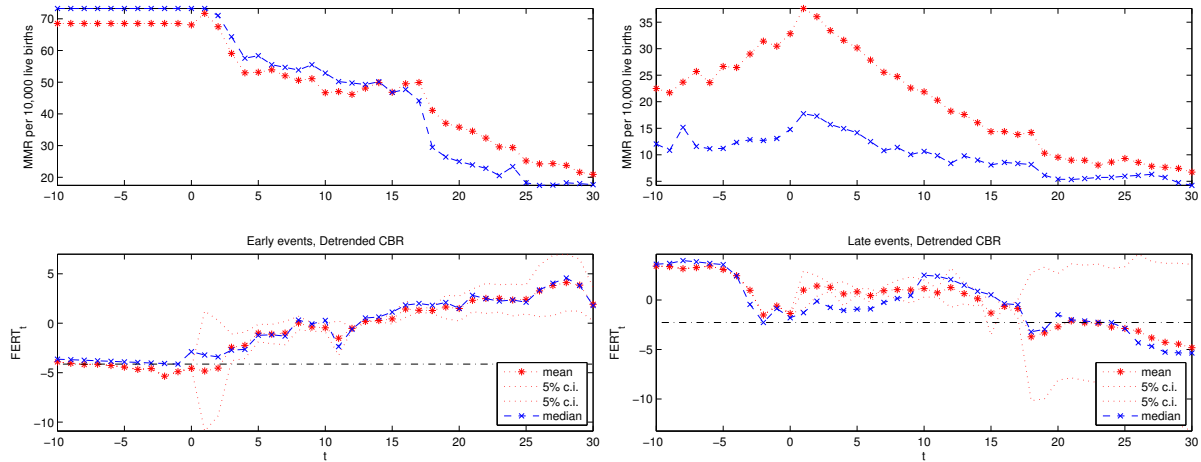 MMR per 10,000 live births
70
60
50
40
30
20
−10 −5 0 5 10 15 20 25 30
MMR per 10,000 live births
35
30
25
20
15
10
5
−10 −5 0 5 10 15 20 25 30
Early events, Detrended CBR
FERT_t
5
0
−5
−10
−10 −5 0 5 10 15 20 25 30
t
mean
5% c.i.
5% c.i.
median
Late events, Detrended CBR
FERT_t
0
−5
−10
−10 −5 0 5 10 15 20 25 30
t
mean
5% c.i.
5% c.i.
median